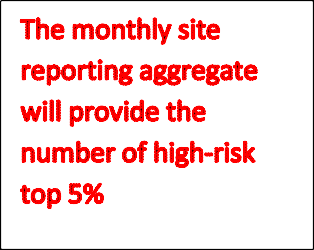 The monthly site
reporting aggregate
will provide the
number of high-risk
top 5%